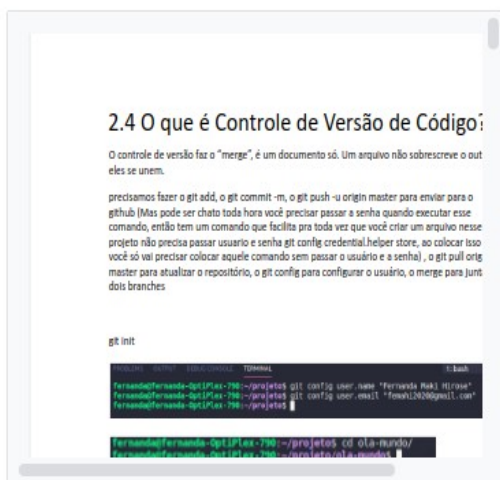 2.4 O que é Controle de Versão de Código?
O controle de versão faz o "merge", é um documento só. Um arquivo não sobrescreve o out
eles se unem.
precisamos fazer o git add, o git commit -m, o git push -u origin master para enviar para o
github (Mas pode ser chato toda hora você precisar passar a senha quando executar esse
comando, então tem um comando que facilita pra toda vez que você criar um arquivo nesse
projeto não precisa passar usuario e senha git config credential.helper store, ao colocar isso
você só vai precisar colocar aquele comando sem passar o usuário e a senha) , o git pull orig
master para atualizar o repositório, o git config para configurar o usuário, o merge para junt
dois branches
git init
PROBLEMS OUTPUT DEBUG CONSOLE TERMINAL 1: bash
fernanda@fernanda-OptiPlex-790:~/projeto$ git config user.name "Fernanda Maki Hirose"
fernanda@fernanda-OptiPlex-790:~/projeto$ git config user.email "femahi2020@gmail.com"
fernanda@fernanda-OptiPlex-790:~/projeto$
fernanda@fernanda-OptiPlex-790:~/projeto$ cd ola-mundo/
fernanda@fernanda-OptiPlex-790:~/projeto/ola-mundo$